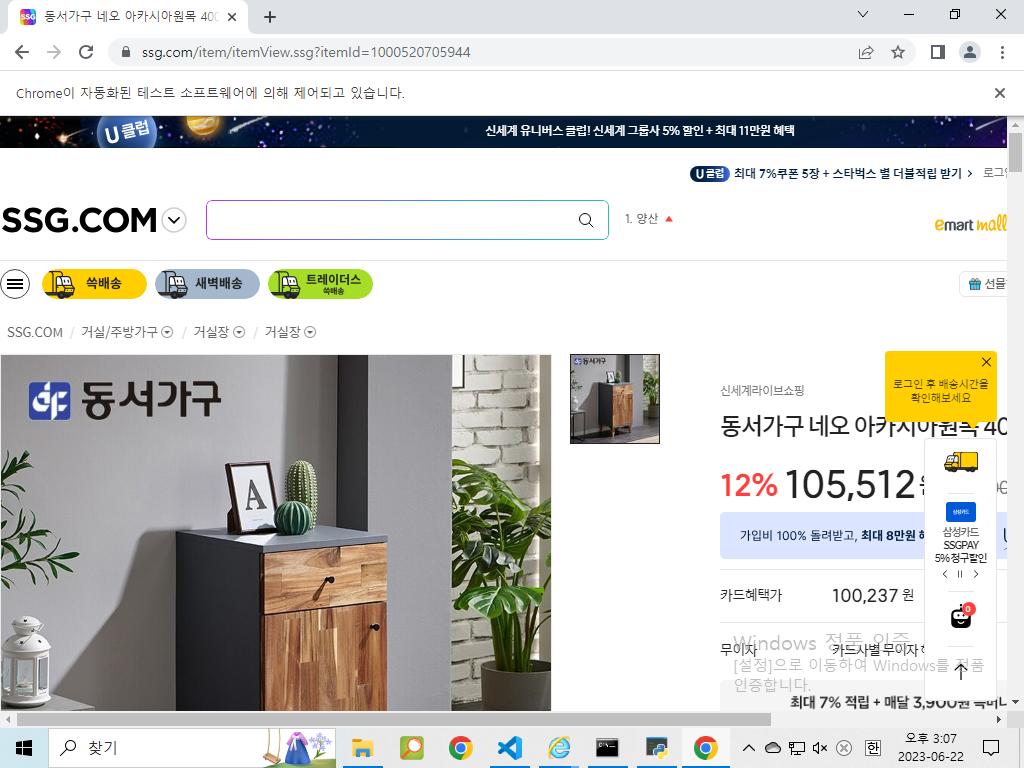 동서가구 네오 아카시아원목 400
ssg.com/item/itemView.ssg?itemId=1000520705944
Chrome이 자동화된 테스트 소프트웨어에 의해 제어되고 있습니다.
U클럽
신세계 유니버스 클럽! 신세계 그룹사 5% 할인 + 최대 11만원 혜택
U클럽 최대 7%쿠폰 5장 + 스타벅스 별 더블적립 받기 >
로그인
SSG.COM
1. 양산
emart mall
쓱배송
새벽배송
트레이더스
쓱배송
선물
SSG.COM / 거실/주방가구 / 거실장 / 거실장
동서가구
A
로그인 후 배송시간을
확인해보세요
신세계라이브쇼핑
동서가구 네오 아카시아원목 40
12% 105,512
가입비 100% 돌려받고, 최대 8만원
삼성카드
삼성카드
SSGPAY
5% 청구할인
카드혜택가 100,237 원
0
무이자 카드사별 무이자
Windows 정품 인증
[설정]으로 이동하여 Windows를 정품
인증합니다.
최대 7% 적립 + 매달 3,900원
찾기
오후 3:07
한
2023-06-22